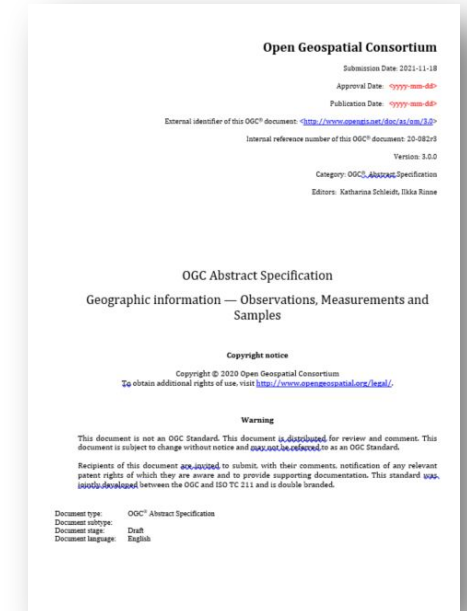 Open Geospatial Consortium
Submission Date: 2021-11-18
Approval Date: <yyyy-mm-dd>
Publication Date: <yyyy-mm-dd>
External identifier of this OGC® document: <http://www.opengis.net/doc/as/om/3.0>
Internal reference number of this OGC® document: 20-082r3
Version: 3.0.0
Category: OGC® Abstract Specification
Editors: Katharina Schleidt, Ilkka Rinne
OGC Abstract Specification
Geographic information — Observations, Measurements and
Samples
Copyright notice
Copyright © 2020 Open Geospatial Consortium
To obtain additional rights of use, visit http://www.opengeospatial.org/legal/.
Warning
This document is not an OGC Standard. This document is distributed for review and comment. This
document is subject to change without notice and may not be referred to as an OGC Standard.
Recipients of this document are invited to submit, with their comments, notification of any relevant
patent rights of which they are aware and to provide supporting documentation. This standard was
jointly developed between the OGC and ISO TC 211 and is double branded.
Document type: OGC® Abstract Specification
Document subtype:
Document stage: Draft
Document language: English